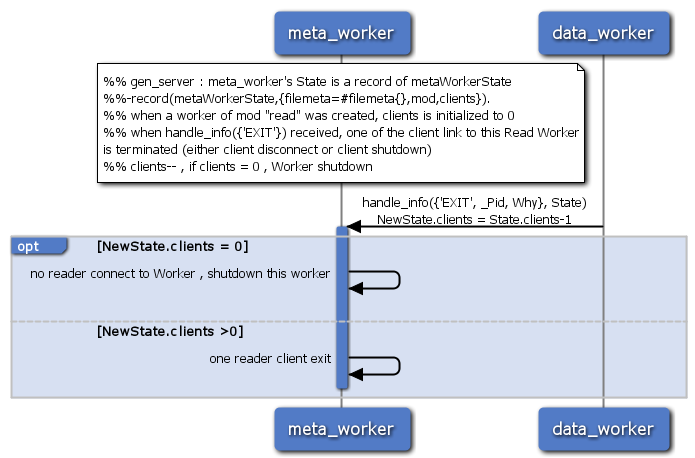 meta_worker
data_worker
%% gen_server : meta_worker's State is a record of metaWorkerState
%%-record(metaWorkerState,{filemeta=#filemeta{},mod,clients}).
%% when a worker of mod "read" was created, clients is initialized to 0
%% when handle_info({'EXIT'}) received, one of the client link to this Read Worker
is terminated (either client disconnect or client shutdown)
%% clients-- , if clients = 0 , Worker shutdown
handle_info({'EXIT', _Pid, Why}, State)
NewState.clients = State.clients-1
opt
[NewState.clients = 0]
no reader connect to Worker , shutdown this worker
[NewState.clients >0]
one reader client exit
meta_worker
data_worker